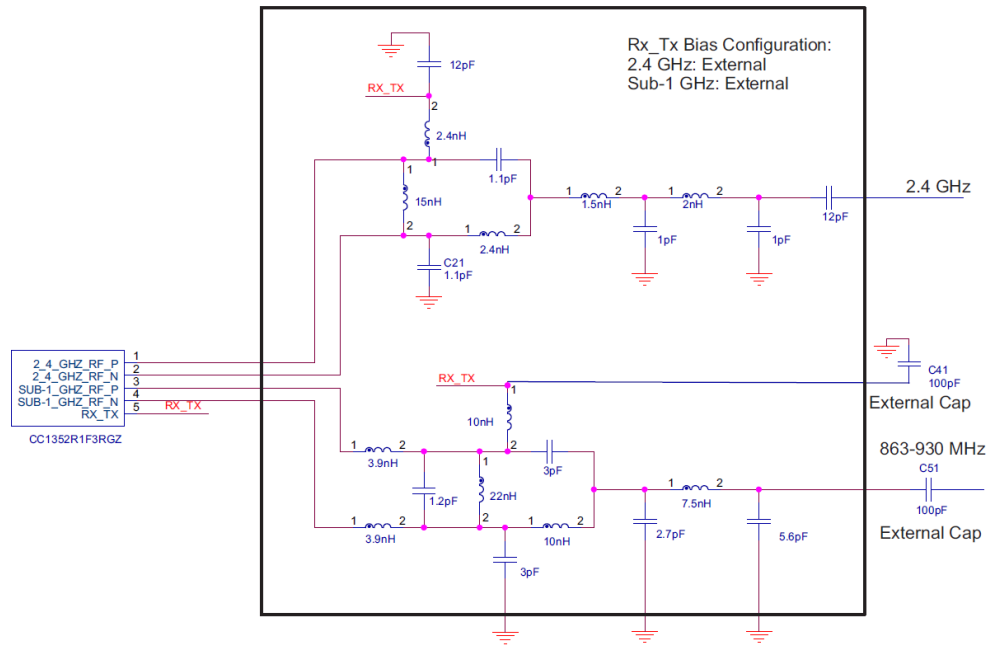 Rx_Tx Bias Configuration:
2.4 GHz: External
Sub-1 GHz: External
12pF
RX_TX
2
2.4nH
1
1
1.1pF
15nH
2
1
2
2.4nH
C21
1.1pF
1
2
1.5nH
1
2
2nH
1pF
1pF
12pF
2.4 GHz
2_4_GHZ_RF_P
1
2_4_GHZ_RF_N
2
SUB-1_GHZ_RF_P
3
SUB-1_GHZ_RF_N
4
RX_TX
5
RX_TX
CC1352R1F3RGZ
RX_TX
1
10nH
2
C41
100pF
External Cap
1
2
3.9nH
1
22nH
2
1.2pF
3pF
1
2
3.9nH
1
2
10nH
3pF
1
2
7.5nH
2.7pF
5.6pF
863-930 MHz
C51
100pF
External Cap